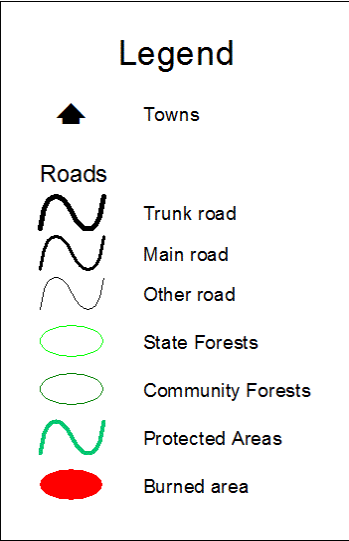 Legend
Towns
Roads
Trunk road
Main road
Other road
State Forests
Community Forests
Protected Areas
Burned area